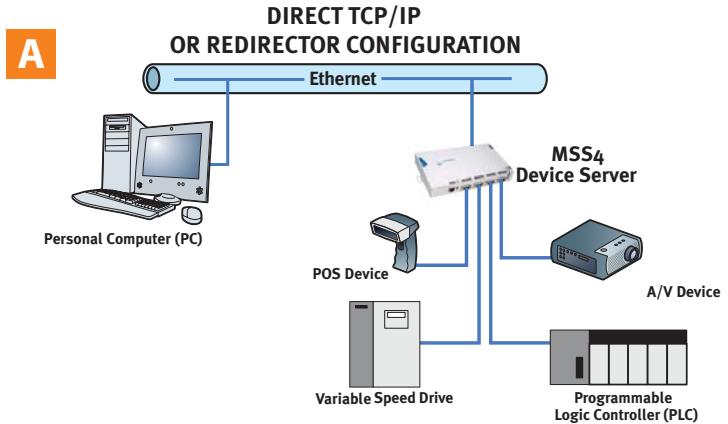 DIRECT TCP/IP
OR REDIRECTOR CONFIGURATION
A
Ethernet
MSS4
Device Server
Personal Computer (PC)
POS Device
A/V Device
Variable Speed Drive
Programmable
Logic Controller (PLC)